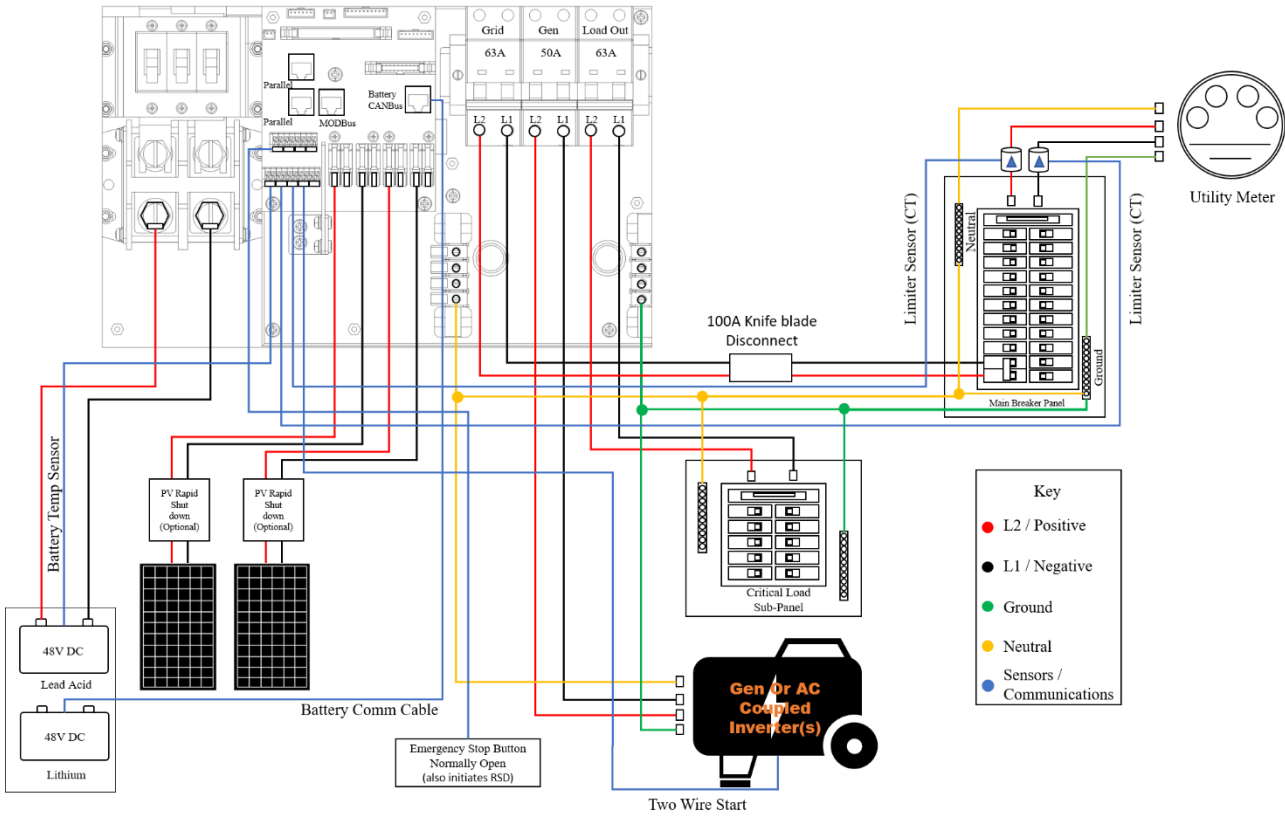 Grid
Gen
Load Out
63A
50A
63A
L2
L1
L2
L1
L2
L1
Parallel
Parallel
MODBus
Battery
CANBus
Utility Meter
Limiter Sensor (CT)
Neutral
Limiter Sensor (CT)
Ground
Main Breaker Panel
100A Knife blade
Disconnect
Battery Temp Sensor
PV Rapid
Shut
down
(Optional)
PV Rapid
Shut
down
(Optional)
Critical Load
Sub-Panel
Key
L2 / Positive
L1 / Negative
Ground
Neutral
Sensors /
Communications
48V DC
Lead Acid
48V DC
Lithium
Battery Comm Cable
Gen Or AC
Coupled
Inverter(s)
Emergency Stop Button
Normally Open
(also initiates RSD)
Two Wire Start